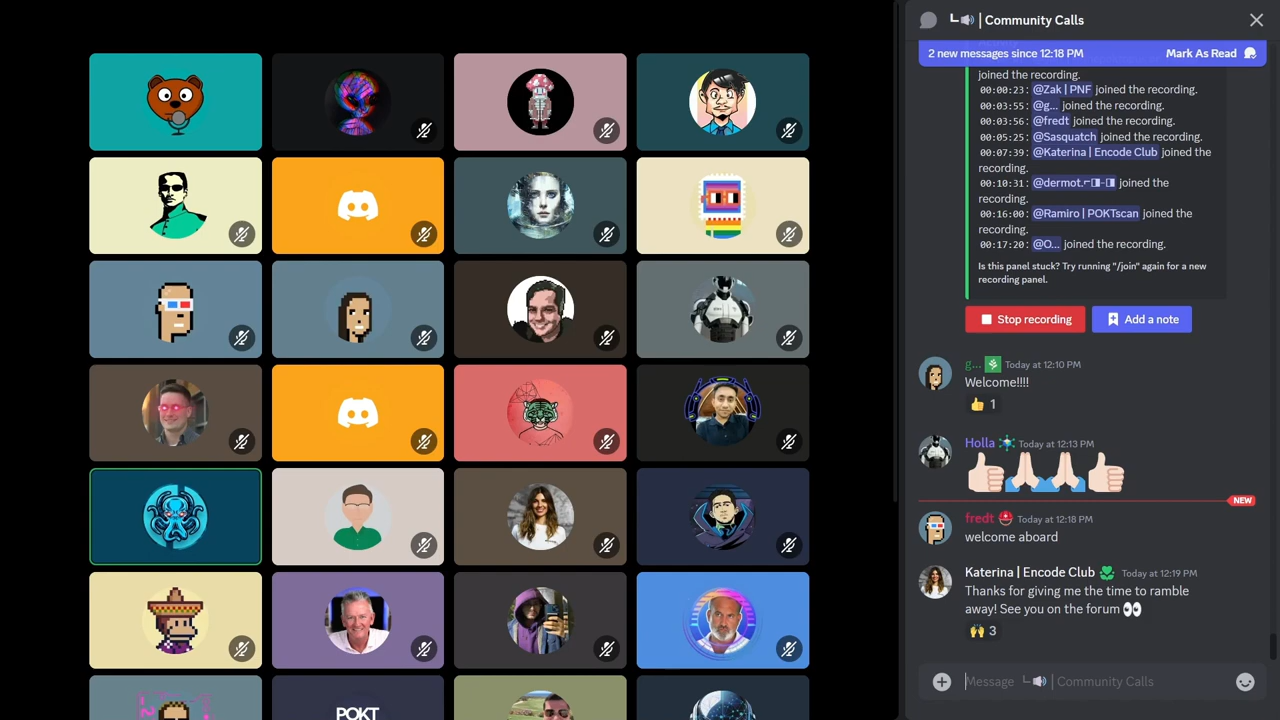 Community Calls
2 new messages since 12:18 PM
Mark As Read
joined the recording.
00:00:23: @Zak | PNF joined the recording.
00:03:55: @g... joined the recording.
00:03:56: @fredt joined the recording.
00:05:25: @Sasquatch joined the recording.
00:07:39: @Katerina | Encode Club joined the
recording.
00:10:31: @dermot.⌐◨-◨ joined the
recording.
00:16:00: @Ramiro | POKTscan joined the
recording.
00:17:20: @O... joined the recording.
Is this panel stuck? Try running "/join" again for a new
recording panel.
Stop recording
Add a note
g... Today at 12:10 PM
Welcome!!!!
👍 1
Holla Today at 12:13 PM
NEW
fredt Today at 12:18 PM
welcome aboard
Katerina | Encode Club Today at 12:19 PM
Thanks for giving me the time to ramble
away! See you on the forum 👀
🙌 3
Message └🔊 | Community Calls
POKT